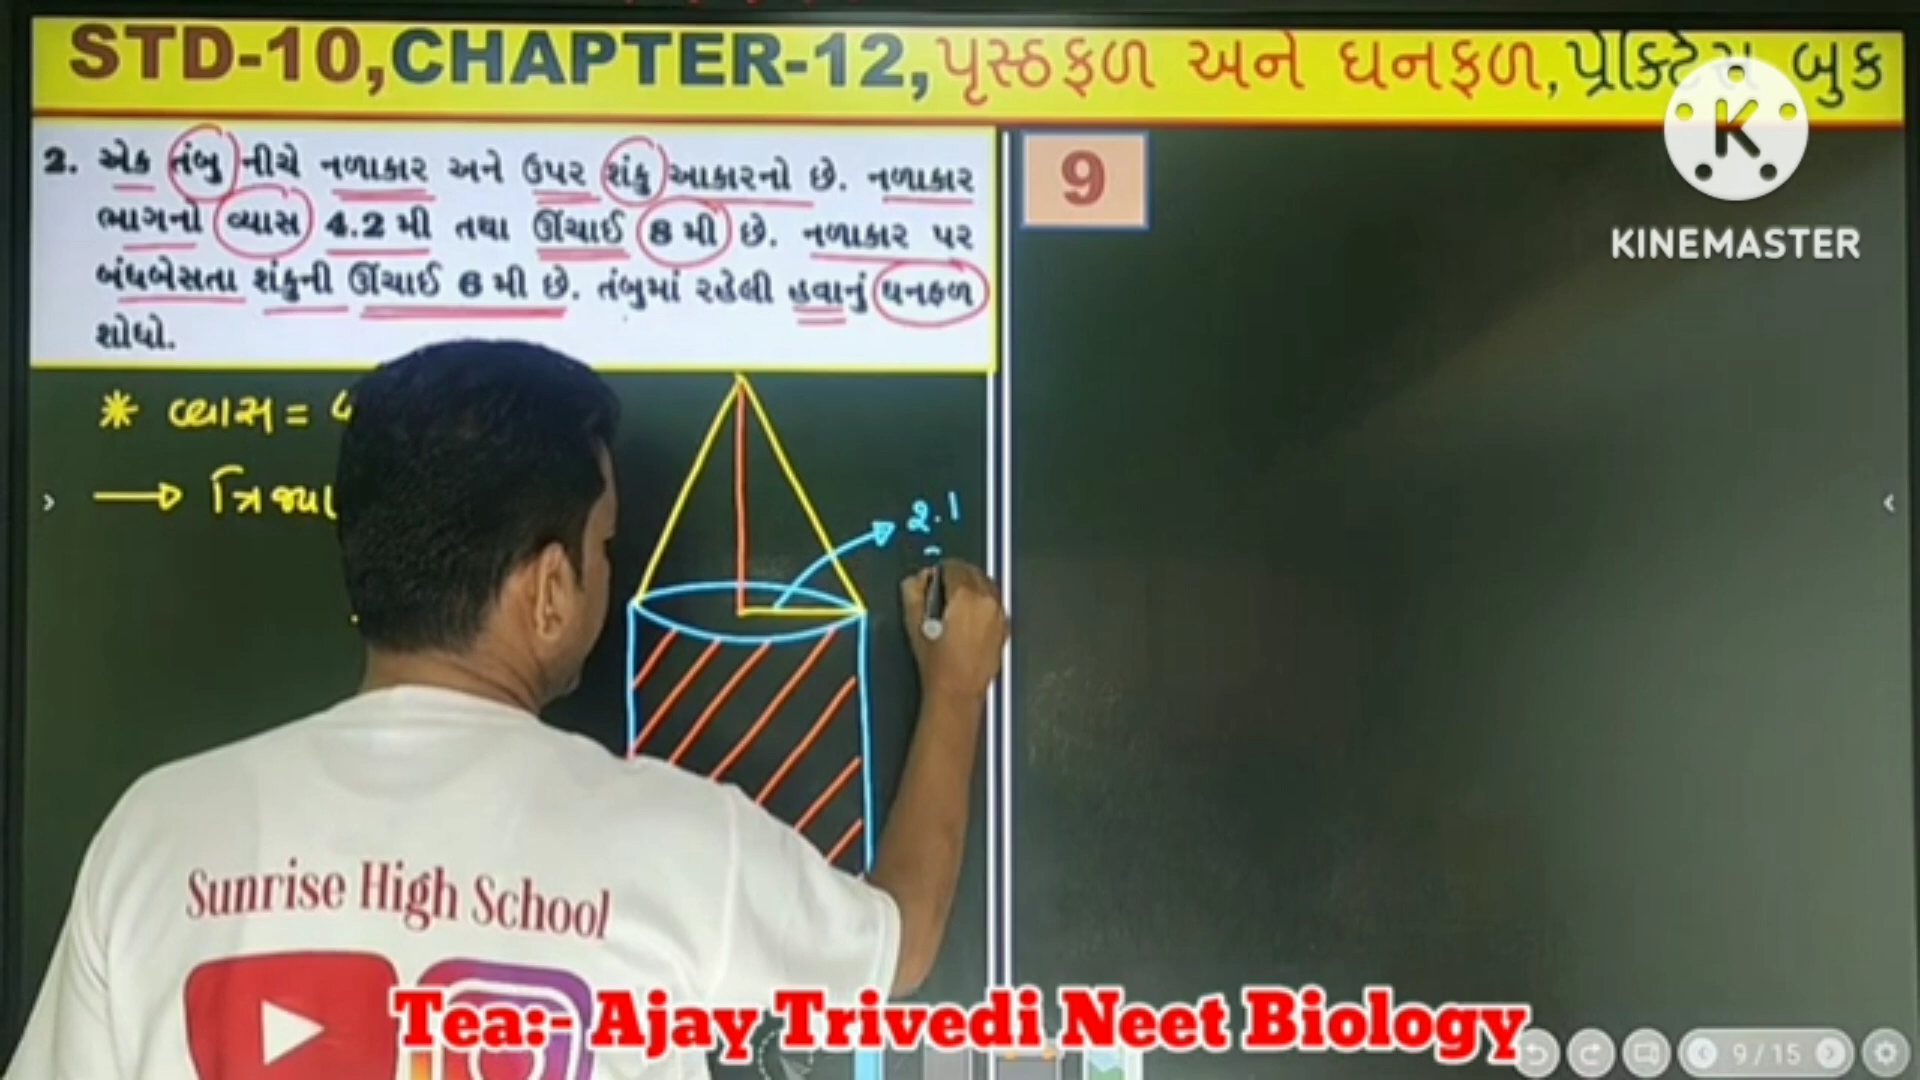 STD-10,CHAPTER-12,પૃસ્ઠફળ અને ઘનફળ,પ્રેક્ટિસ બુક
2. એક તંબુ નીચે નળાકાર અને ઉપર શંકુ આકારનો છે. નળાકાર
ભાગનો વ્યાસ 4.2 મી તથા ઊંચાઈ 8 મી છે. નળાકાર પર
બંધબેસતા શંકુની ઊંચાઈ 6 મી છે. તંબુમાં રહેલી હવાનું ઘનફળ
શોધો.
9
K
KINEMASTER
* વ્યાસ =
→ ત્રિજ્યા
2.1
Sunrise High School
Tea:- Ajay Trivedi Neet Biology
9 / 15